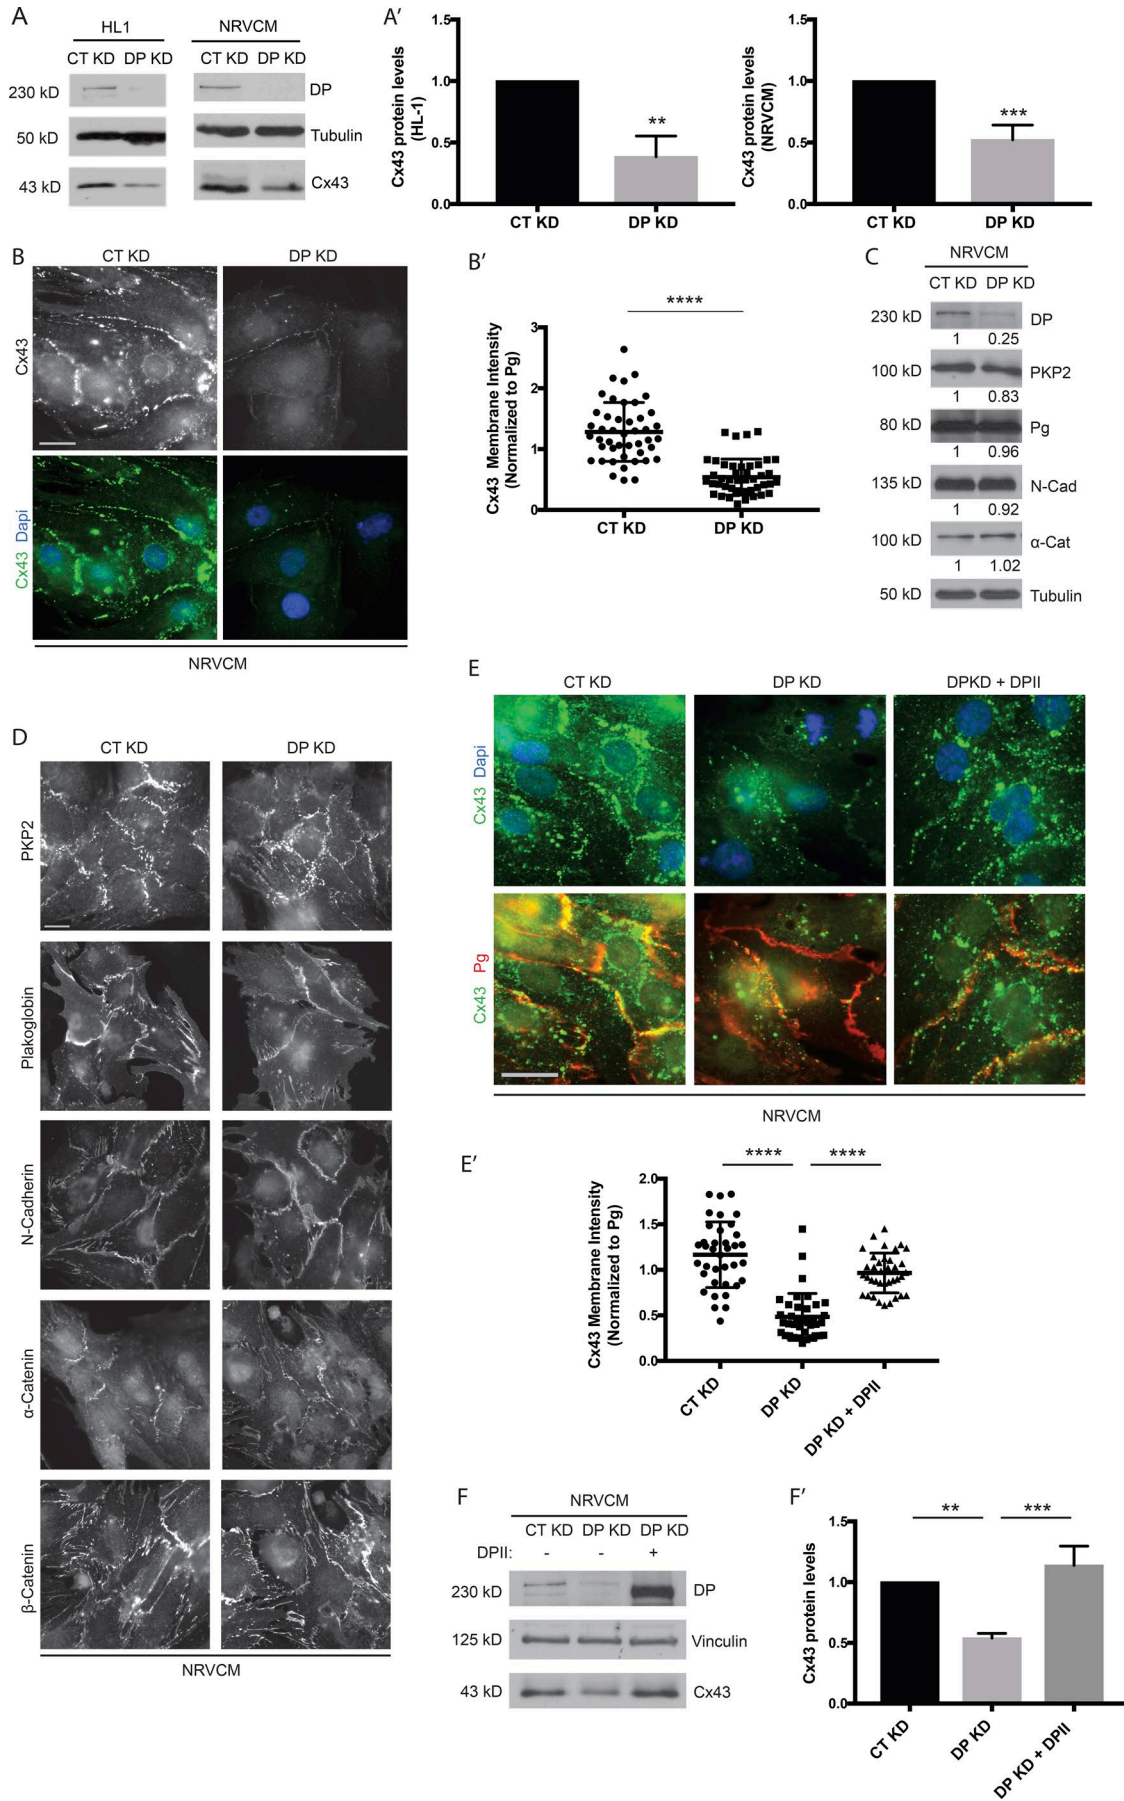 A
HL1
NRVCM
CT KD DP KD
CT KD DP KD
230 kD
DP
50 kD
Tubulin
43 kD
Cx43
A′
Cx43 protein levels
(HL-1)
1.5
1.0
0.5
0.0
**
CT KD
DP KD
Cx43 protein levels
(NRVCM)
1.5
1.0
0.5
0.0
***
CT KD
DP KD
B
CT KD
DP KD
Cx43
Cx43 Dapi
NRVCM
B′
****
Cx43 Membrane Intensity
(Normalized to Pg)
3
2
1
0
CT KD
DP KD
C
NRVCM
CT KD DP KD
230 kD
DP
1 0.25
100 kD
PKP2
1 0.83
80 kD
Pg
1 0.96
135 kD
N-Cad
1 0.92
100 kD
α-Cat
1 1.02
50 kD
Tubulin
D
CT KD
DP KD
PKP2
Plakoglobin
N-Cadherin
α-Catenin
β-Catenin
NRVCM
E
CT KD
DP KD
DPKD + DPII
Cx43 Dapi
Cx43 Pg
NRVCM
E′
****
****
Cx43 Membrane Intensity
(Normalized to Pg)
2.0
1.5
1.0
0.5
0.0
CT KD
DP KD
DP KD + DPII
F
NRVCM
CT KD DP KD DP KD
DPII: - - +
230 kD
DP
125 kD
Vinculin
43 kD
Cx43
F′
**
***
Cx43 protein levels
1.5
1.0
0.5
0.0
CT KD
DP KD
DP KD + DPII